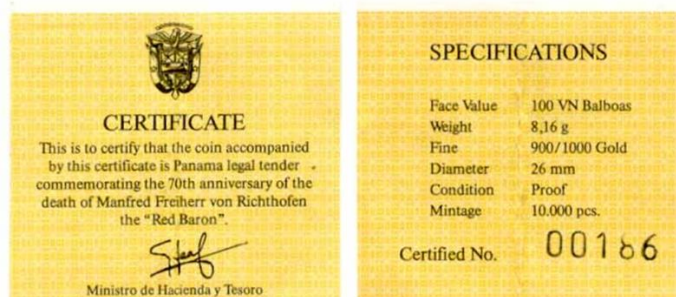 CERTIFICATE
This is to certify that the coin accompanied
by this certificate is Panama legal tender
commemorating the 70th anniversary of the
death of Manfred Freiherr von Richthofen
the “Red Baron”.
Ministro de Hacienda y Tesoro
SPECIFICATIONS
Face Value 100 VN Balboas
Weight 8,16 g
Fine 900/1000 Gold
Diameter 26 mm
Condition Proof
Mintage 10.000 pcs.
Certified No. 00186